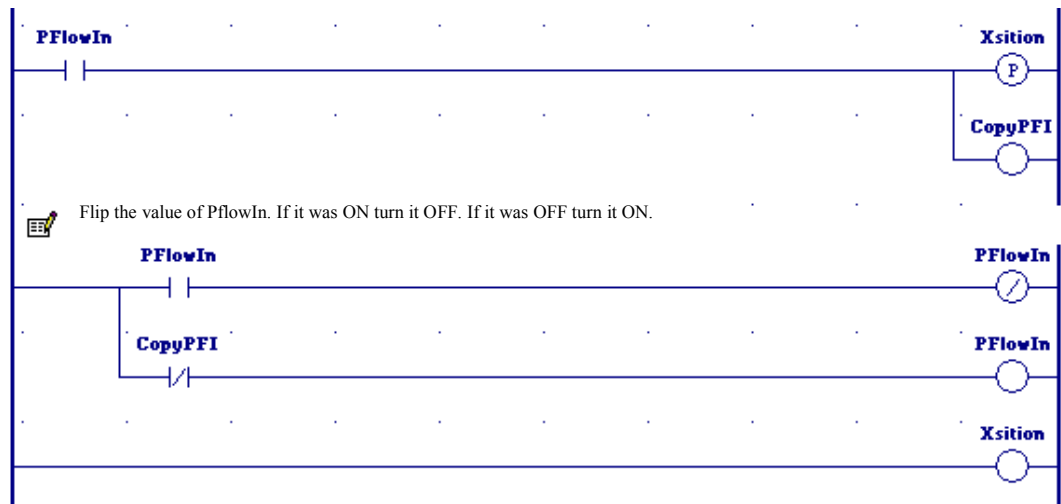 PFlowIn Xsition
P
CopyPFI
Flip the value of PflowIn. If it was ON turn it OFF. If it was OFF turn it ON.
PFlowIn PFlowIn
CopyPFI PFlowIn
Xsition